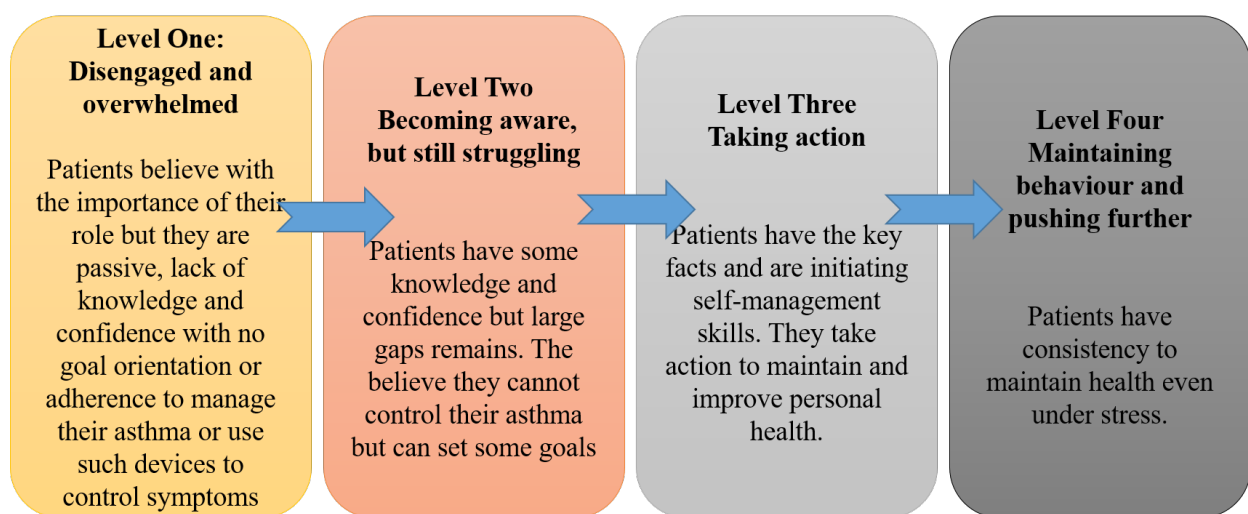 Level One:
Disengaged and
overwhelmed
Patients believe with
the importance of their
role but they are
passive, lack of
knowledge and
confidence with no
goal orientation or
adherence to manage
their asthma or use
such devices to
control symptoms
Level Two
Becoming aware,
but still struggling
Patients have some
knowledge and
confidence but large
gaps remains. The
believe they cannot
control their asthma
but can set some goals
Level Three
Taking action
Patients have the key
facts and are initiating
self-management
skills. They take
action to maintain and
improve personal
health.
Level Four
Maintaining
behaviour and
pushing further
Patients have
consistency to
maintain health even
under stress.